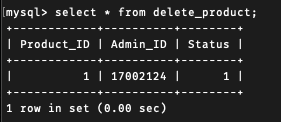 [mysql> select * from delete_product;
+------------+----------+--------+
| Product_ID | Admin_ID | Status |
+------------+----------+--------+
|          1 | 17002124 |      1 |
+------------+----------+--------+
1 row in set (0.00 sec)